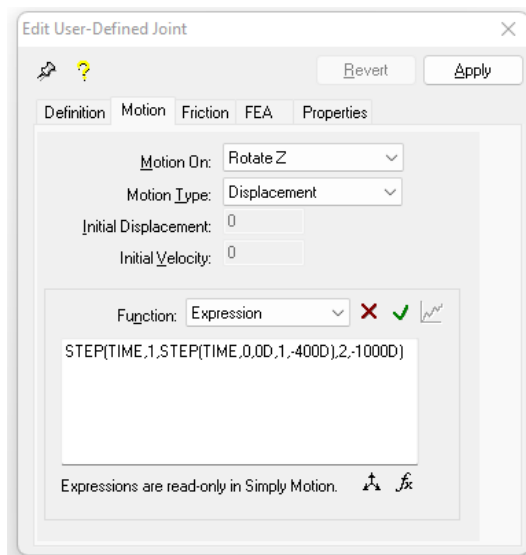 Edit User-Defined Joint
?
Revert
Apply
Definition
Motion
Friction
FEA
Properties
Motion On:
Rotate Z
Motion Type:
Displacement
Initial Displacement:
0
Initial Velocity:
0
Function:
Expression
STEP(TIME,1,STEP(TIME,0,0D,1,-400D),2,-1000D)
Expressions are read-only in Simply Motion.
fx